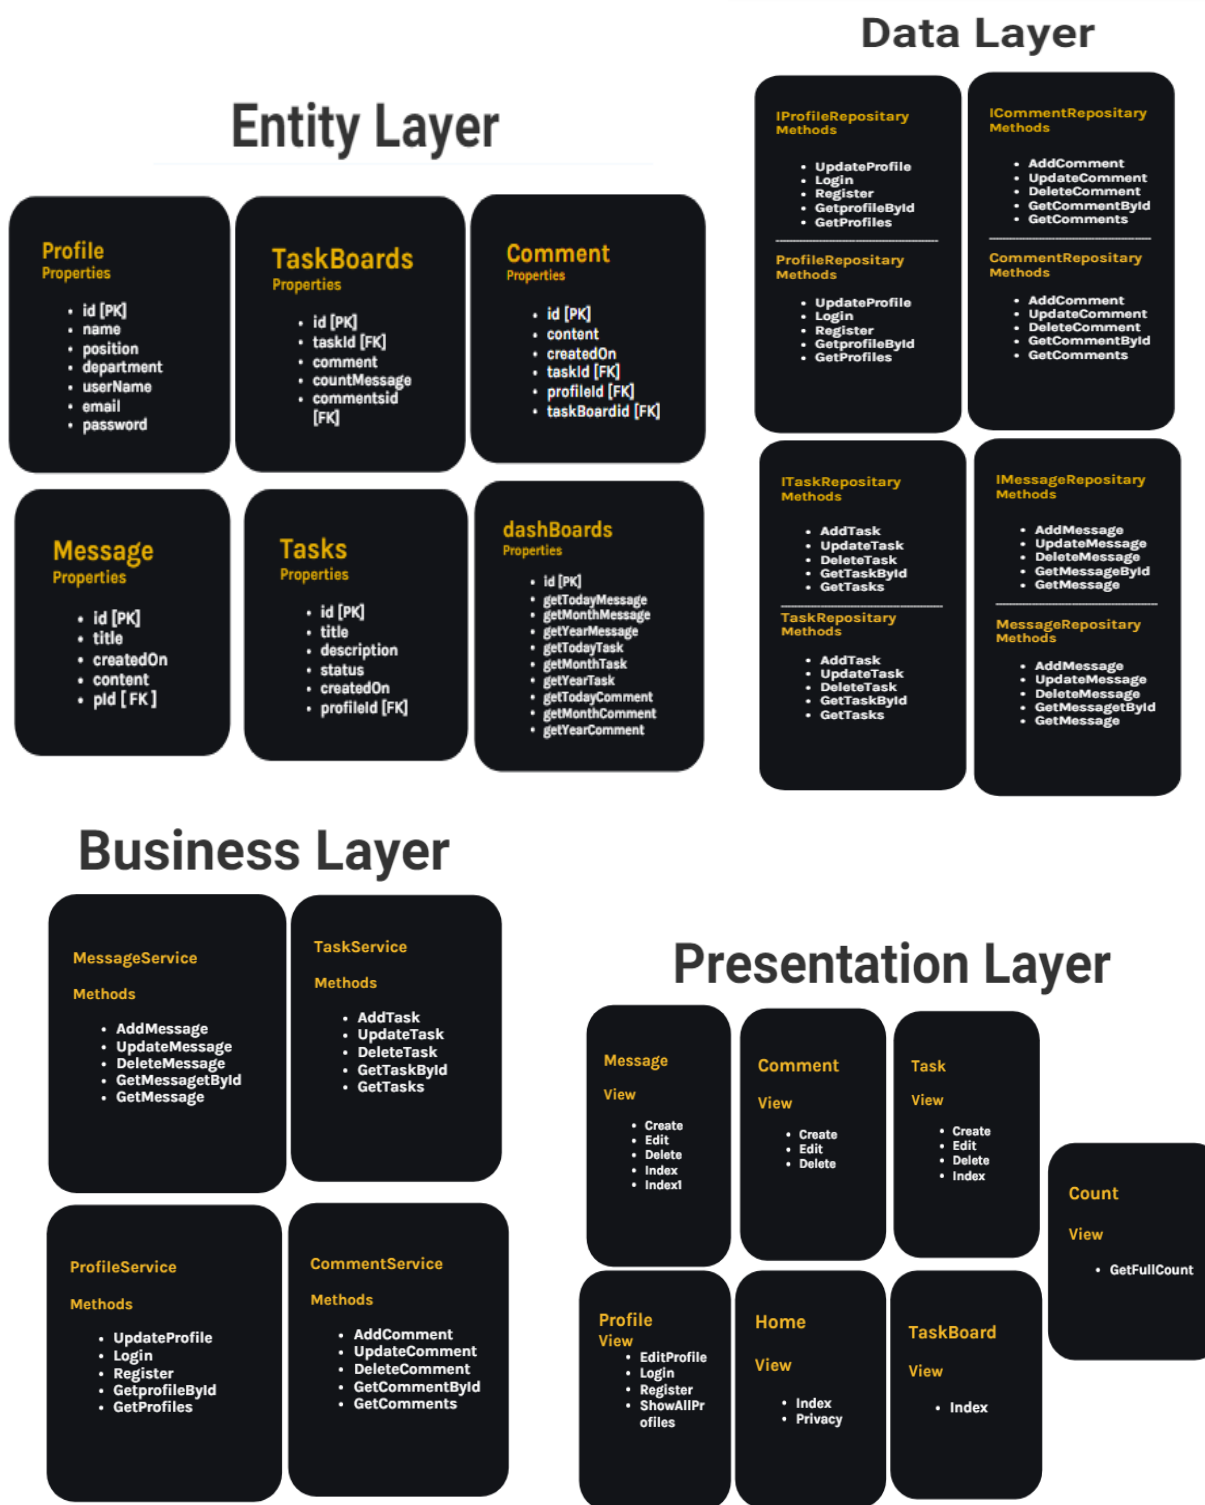 Entity Layer
Profile
Properties
id [PK]
name
position
department
userName
email
password
TaskBoards
Properties
id [PK]
taskId [FK]
comment
countMessage
commentsid
[FK]
Comment
Properties
id [PK]
content
createdOn
taskId [FK]
profileId [FK]
taskBoardid [FK]
Message
Properties
id [PK]
title
createdOn
content
pId [ FK ]
Tasks
Properties
id [PK]
title
description
status
createdOn
profileId [FK]
dashBoards
Properties
id [PK]
getTodayMessage
getMonthMessage
getYearMessage
getTodayTask
getMonthTask
getYearTask
getTodayComment
getMonthComment
getYearComment
Data Layer
IProfileRepositary
Methods
UpdateProfile
Login
Register
GetprofileById
GetProfiles
ProfileRepositary
Methods
UpdateProfile
Login
Register
GetprofileById
GetProfiles
ICommentRepositary
Methods
AddComment
UpdateComment
DeleteComment
GetCommentById
GetComments
CommentRepositary
Methods
AddComment
UpdateComment
DeleteComment
GetCommentById
GetComments
ITaskRepositary
Methods
AddTask
UpdateTask
DeleteTask
GetTaskById
GetTasks
TaskRepositary
Methods
AddTask
UpdateTask
DeleteTask
GetTaskById
GetTasks
IMessageRepositary
Methods
AddMessage
UpdateMessage
DeleteMessage
GetMessageById
GetMessage
MessageRepositary
Methods
AddMessage
UpdateMessage
DeleteMessage
GetMessagetById
GetMessage
Business Layer
MessageService
Methods
AddMessage
UpdateMessage
DeleteMessage
GetMessagetById
GetMessage
TaskService
Methods
AddTask
UpdateTask
DeleteTask
GetTaskById
GetTasks
ProfileService
Methods
UpdateProfile
Login
Register
GetprofileById
GetProfiles
CommentService
Methods
AddComment
UpdateComment
DeleteComment
GetCommentById
GetComments
Presentation Layer
Message
View
Create
Edit
Delete
Index
Index1
Comment
View
Create
Edit
Delete
Task
View
Create
Edit
Delete
Index
Count
View
GetFullCount
Profile
View
EditProfile
Login
Register
ShowAllPr
ofiles
Home
View
Index
Privacy
TaskBoard
View
Index